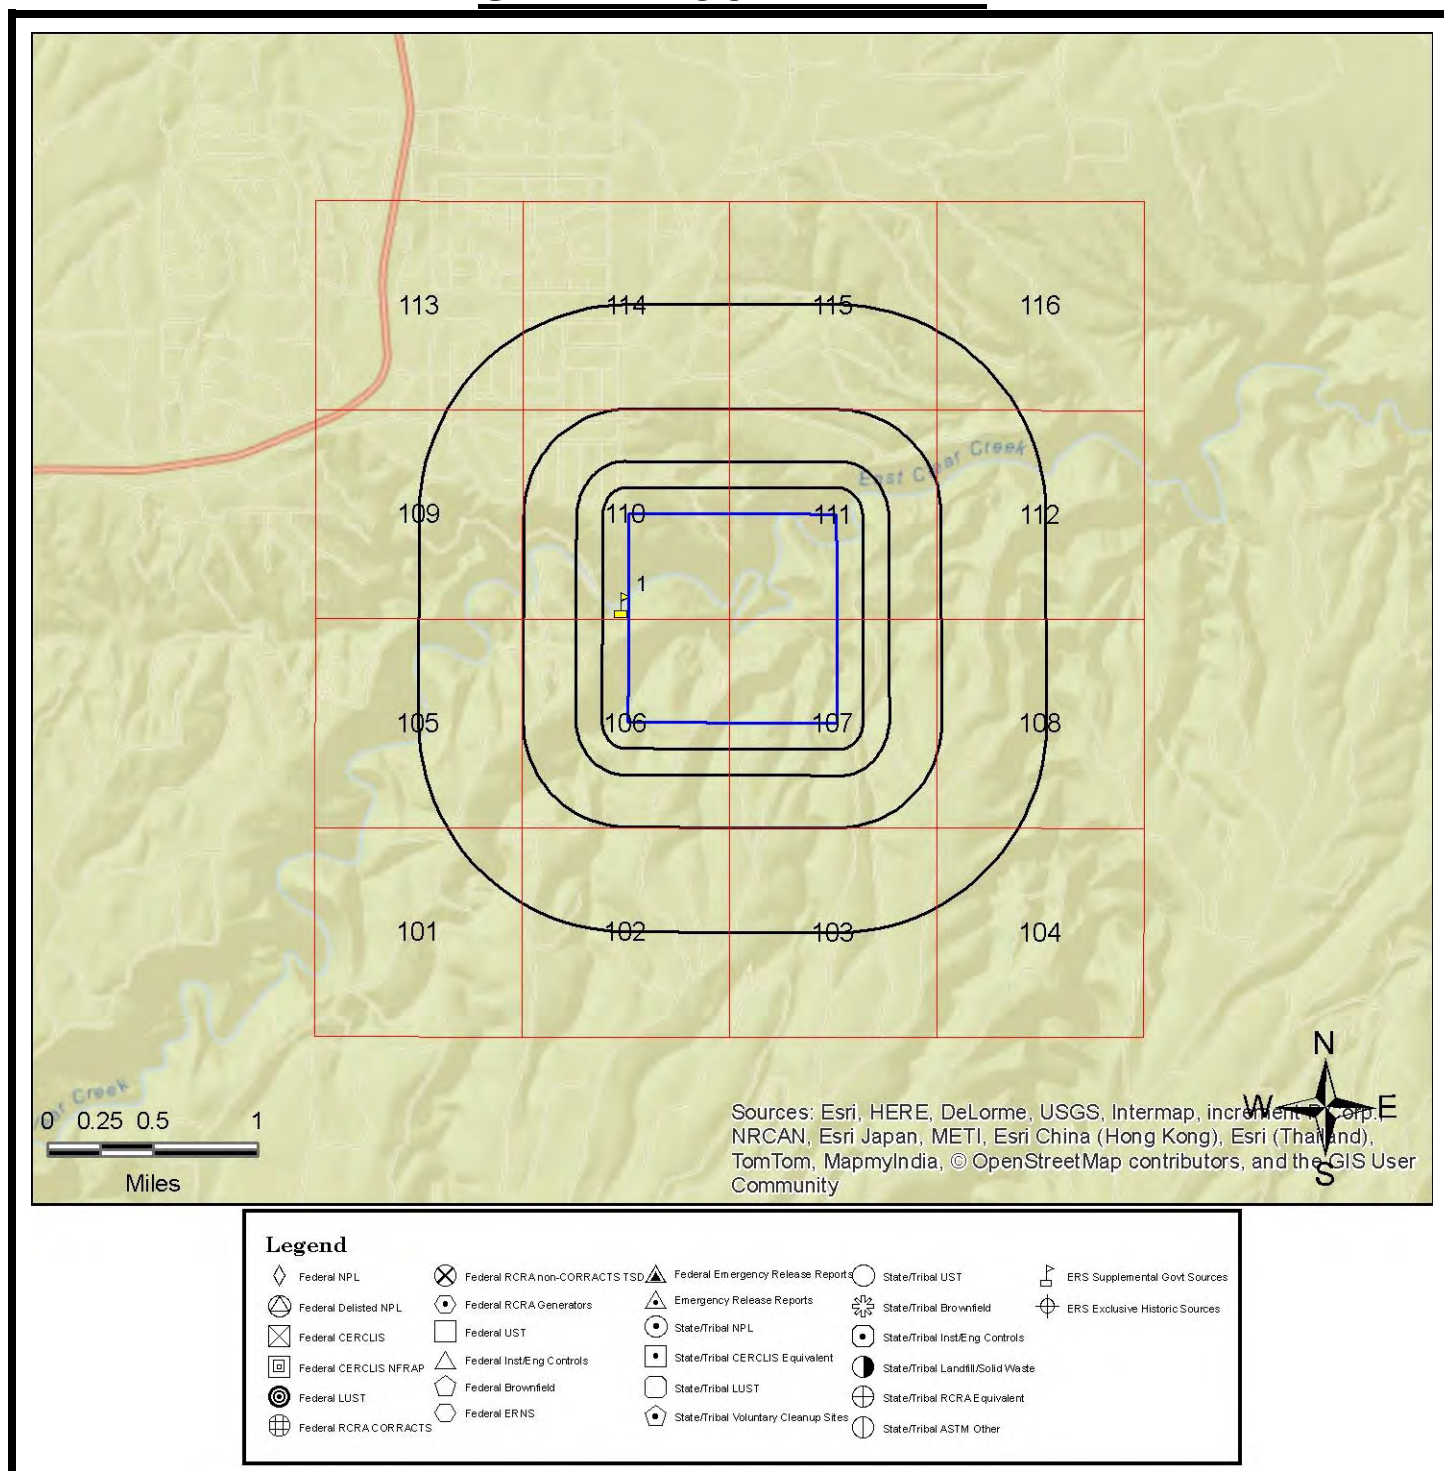 113 114 115 116
East Clear Creek
109 110 111 112
1
105 106 107 108
101 102 103 104
Creek
0 0.25 0.5 1
Miles
N
W E
S
Sources: Esri, HERE, DeLorme, USGS, Intermap, increment P Corp.,
NRCAN, Esri Japan, METI, Esri China (Hong Kong), Esri (Thailand),
TomTom, MapmyIndia, © OpenStreetMap contributors, and the GIS User
Community
Legend
Federal NPL
Federal Delisted NPL
Federal CERCLIS
Federal CERCLIS NFRAP
Federal LUST
Federal RCRA CORRACTS
Federal RCRA non-CORRACTS TSD
Federal RCRA Generators
Federal UST
Federal Inst/Eng Controls
Federal Brownfield
Federal ERNS
Federal Emergency Release Reports
Emergency Release Reports
State/Tribal NPL
State/Tribal CERCLIS Equivalent
State/Tribal LUST
State/Tribal Voluntary Cleanup Sites
State/Tribal UST
State/Tribal Brownfield
State/Tribal Inst/Eng Controls
State/Tribal Landfill/Solid Waste
State/Tribal RCRA Equivalent
State/Tribal ASTM Other
ERS Supplemental Govt Sources
ERS Exclusive Historic Sources